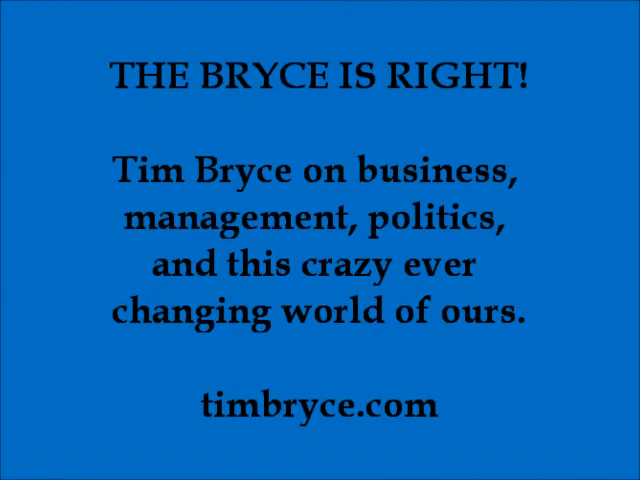 THE BRYCE IS RIGHT!
Tim Bryce on business,
management, politics,
and this crazy ever
changing world of ours.
timbryce.com